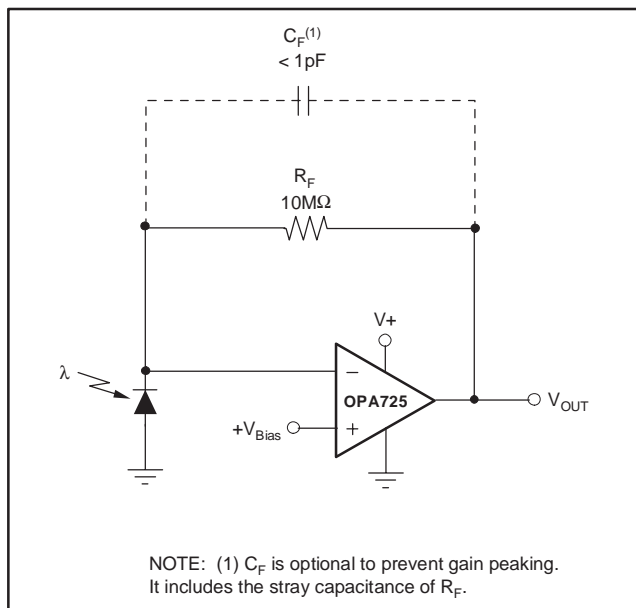 C_F(1)
< 1pF
R_F
10MΩ
V+
λ
−
OPA725
+
+V_Bias
V_OUT
NOTE: (1) C_F is optional to prevent gain peaking.
It includes the stray capacitance of R_F.